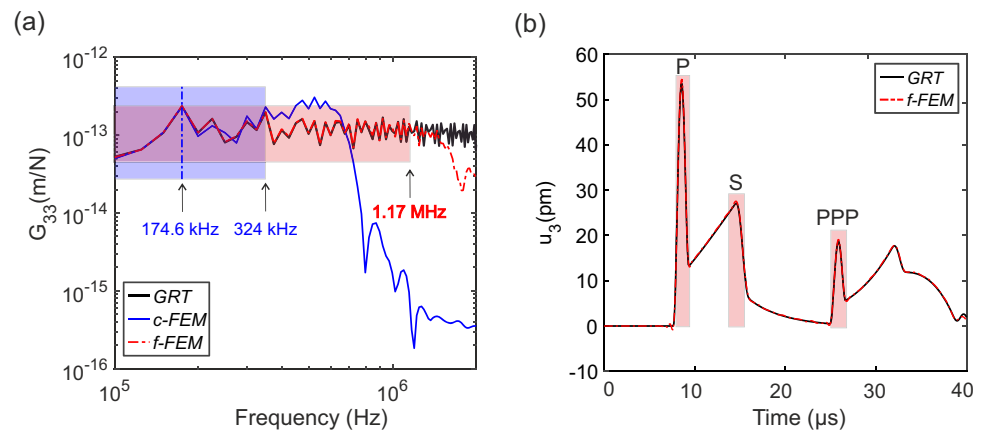 (a)
10^-12
10^-13
10^-14
10^-15
10^-16
G33(m/N)
174.6 kHz
324 kHz
1.17 MHz
GRT
c-FEM
f-FEM
10^5
10^6
Frequency (Hz)
(b)
60
50
40
30
20
10
0
-10
u3(pm)
P
S
PPP
GRT
f-FEM
0 10 20 30 40
Time (μs)